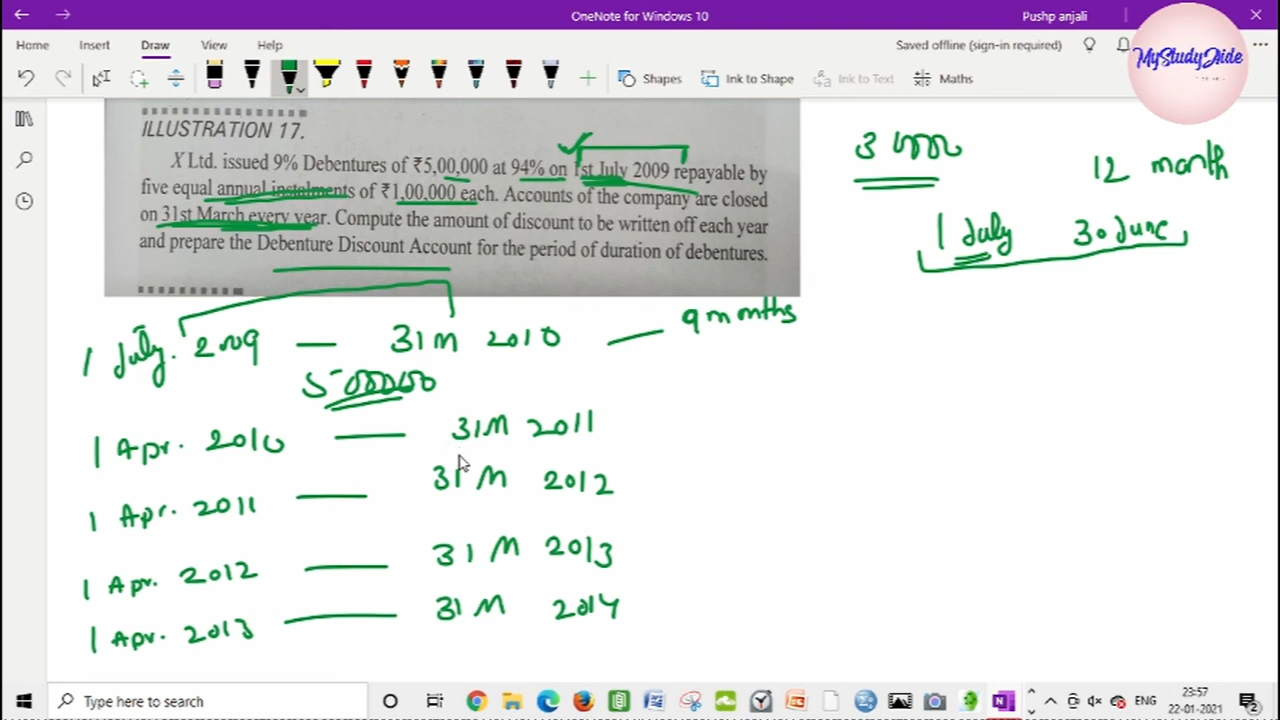 OneNote for Windows 10
Pushp anjali
Home Insert Draw View Help
Saved offline (sign-in required)
MyStudyAide
Shapes Ink to Shape Ink to Text Maths
ILLUSTRATION 17.
X Ltd. issued 9% Debentures of ₹5,00,000 at 94% on 1st July 2009 repayable by
five equal annual instalments of ₹1,00,000 each. Accounts of the company are closed
on 31st March every year. Compute the amount of discount to be written off each year
and prepare the Debenture Discount Account for the period of duration of debentures.
12 month
1 July 30 June
1 July. 2009 — 31 M 2010 — 9 months
1 Apr. 2010 — 31 M 2011
1 Apr. 2011 — 31 M 2012
1 Apr. 2012 — 31 M 2013
1 Apr. 2013 — 31 M 2014
Type here to search
ENG
23:57
22-01-2021
2